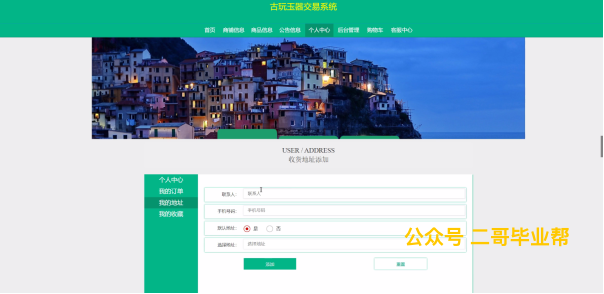 古玩玉器交易系统
首页 商铺信息 商品信息 公告信息 个人中心 后台管理 购物车 客服中心
USER / ADDRESS
收货地址添加
个人中心
我的订单
我的地址
我的收藏
联系人: 联系人
手机号码: 手机号码
默认地址: 是 否
选择地址: 选择地址
添加
重置
公众号 二哥毕业帮